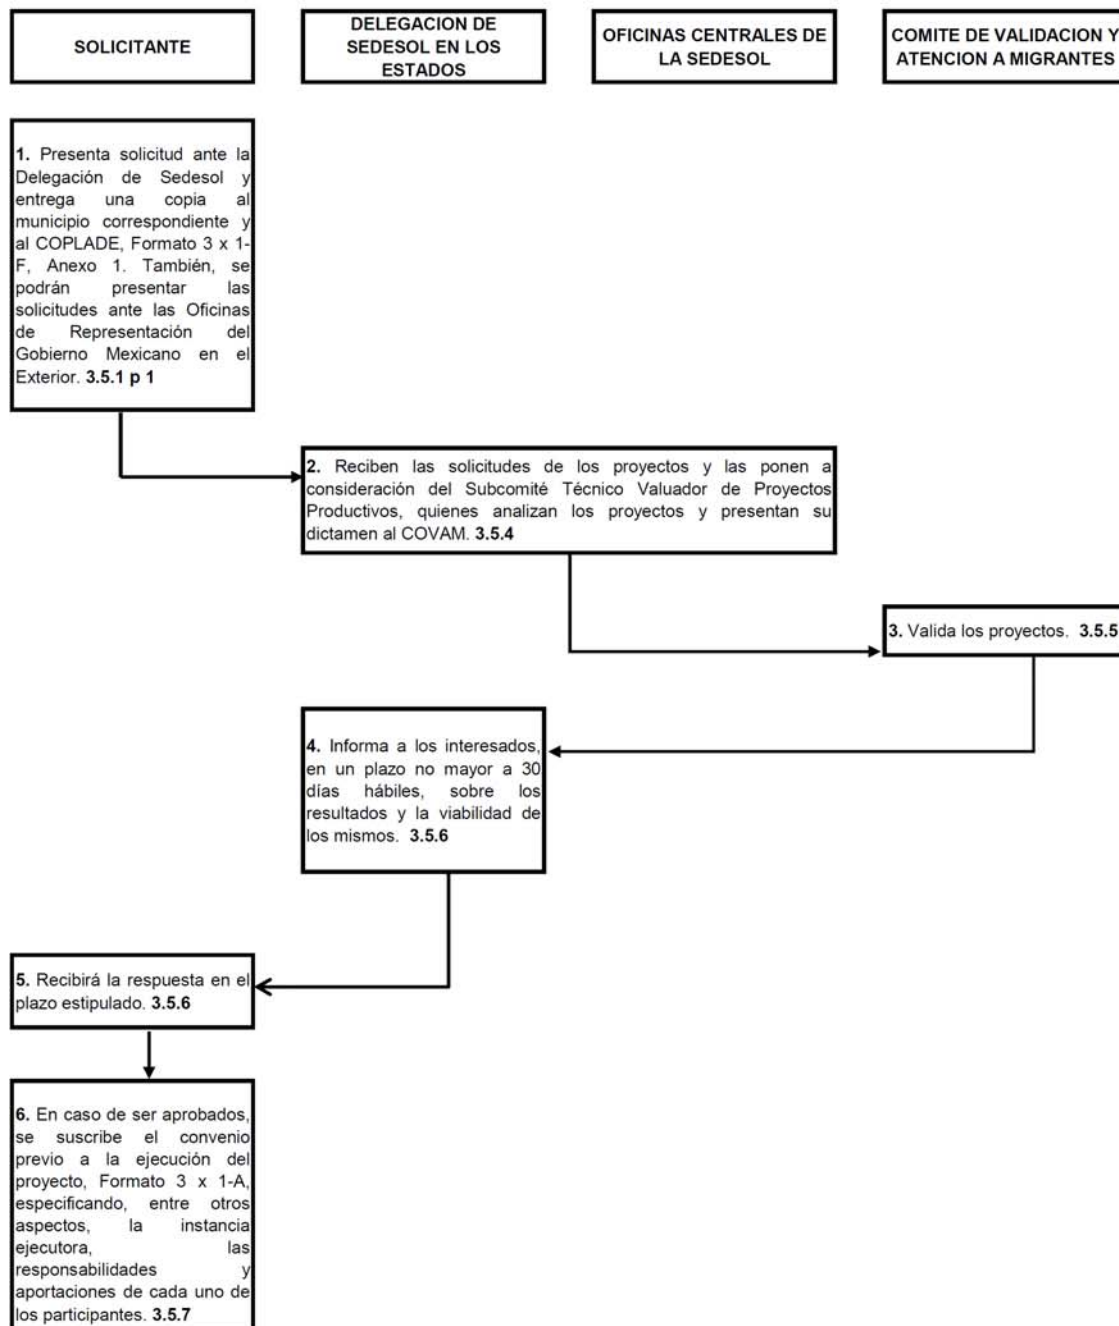 SOLICITANTE
DELEGACION DE
SEDESOL EN LOS
ESTADOS
OFICINAS CENTRALES DE
LA SEDESOL
COMITE DE VALIDACION Y
ATENCION A MIGRANTES
1. Presenta solicitud ante la
Delegación de Sedesol y
entrega una copia al
municipio correspondiente y
al COPLADE, Formato 3 x 1-
F, Anexo 1. También, se
podrán presentar las
solicitudes ante las Oficinas
de Representación del
Gobierno Mexicano en el
Exterior. 3.5.1 p 1
2. Reciben las solicitudes de los proyectos y las ponen a
consideración del Subcomité Técnico Valuador de Proyectos
Productivos, quienes analizan los proyectos y presentan su
dictamen al COVAM. 3.5.4
3. Valida los proyectos. 3.5.5
4. Informa a los interesados,
en un plazo no mayor a 30
días hábiles, sobre los
resultados y la viabilidad de
los mismos. 3.5.6
5. Recibirá la respuesta en el
plazo estipulado. 3.5.6
6. En caso de ser aprobados,
se suscribe el convenio
previo a la ejecución del
proyecto, Formato 3 x 1-A,
especificando, entre otros
aspectos, la instancia
ejecutora, las
responsabilidades y
aportaciones de cada uno de
los participantes. 3.5.7